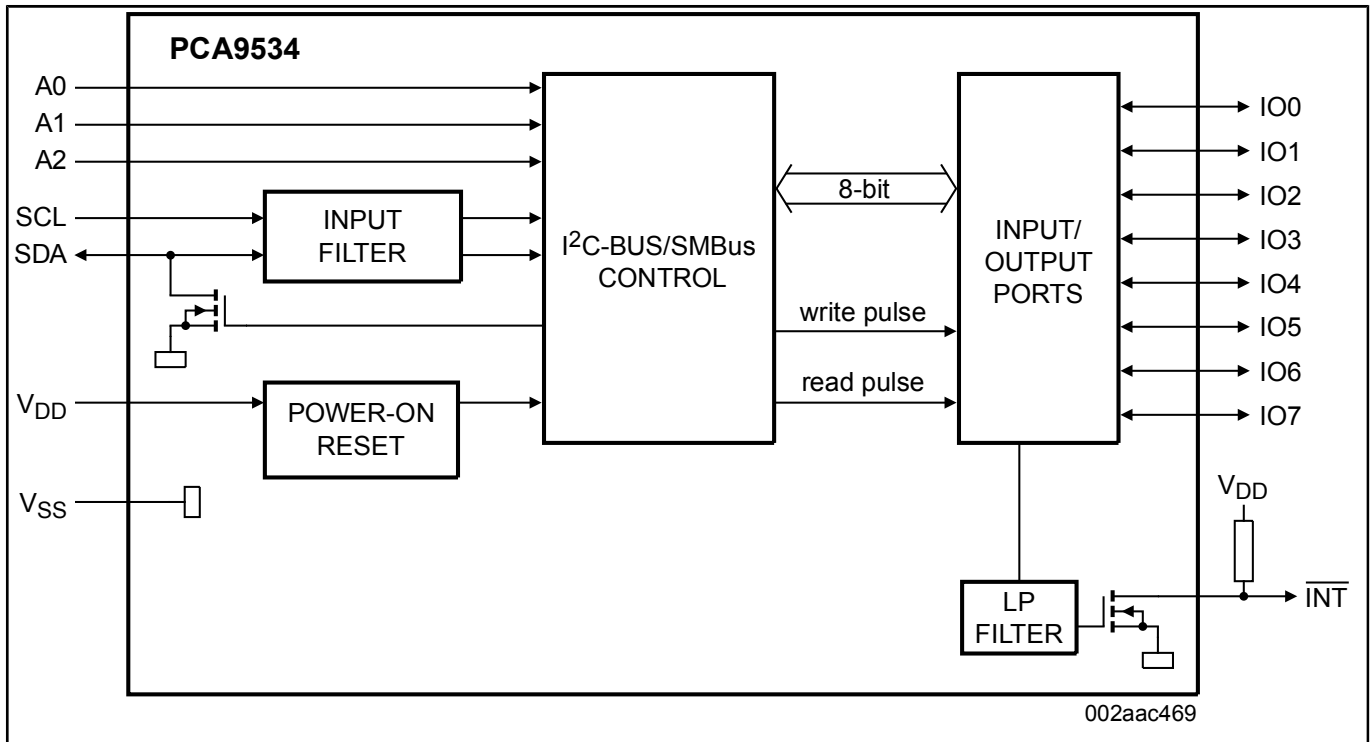 PCA9534
A0
A1
A2
SCL
SDA
VDD
VSS
INPUT
FILTER
POWER-ON
RESET
I2C-BUS/SMBus
CONTROL
8-bit
write pulse
read pulse
INPUT/
OUTPUT
PORTS
IO0
IO1
IO2
IO3
IO4
IO5
IO6
IO7
VDD
LP
FILTER
INT
002aac469